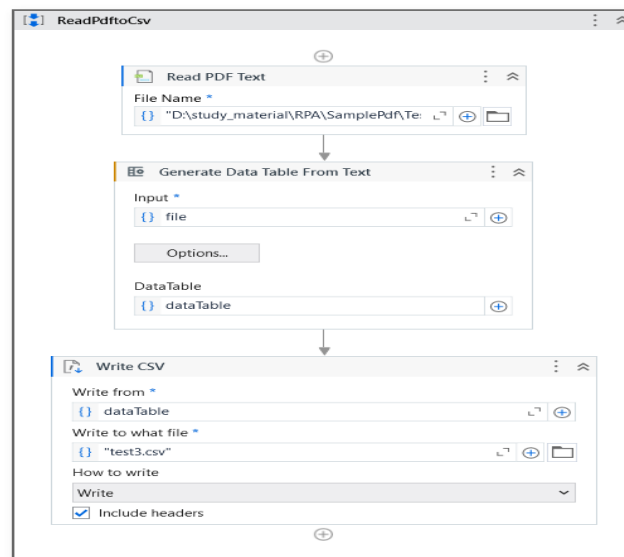 ReadPdftoCsv
Read PDF Text
File Name *
{} "D:\study_material\RPA\SamplePdf\Te
Generate Data Table From Text
Input *
{} file
Options...
DataTable
{} dataTable
Write CSV
Write from *
{} dataTable
Write to what file *
{} "test3.csv"
How to write
Write
Include headers